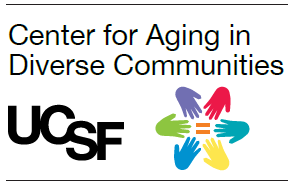 Center for Aging in
Diverse Communities
UCSF
=